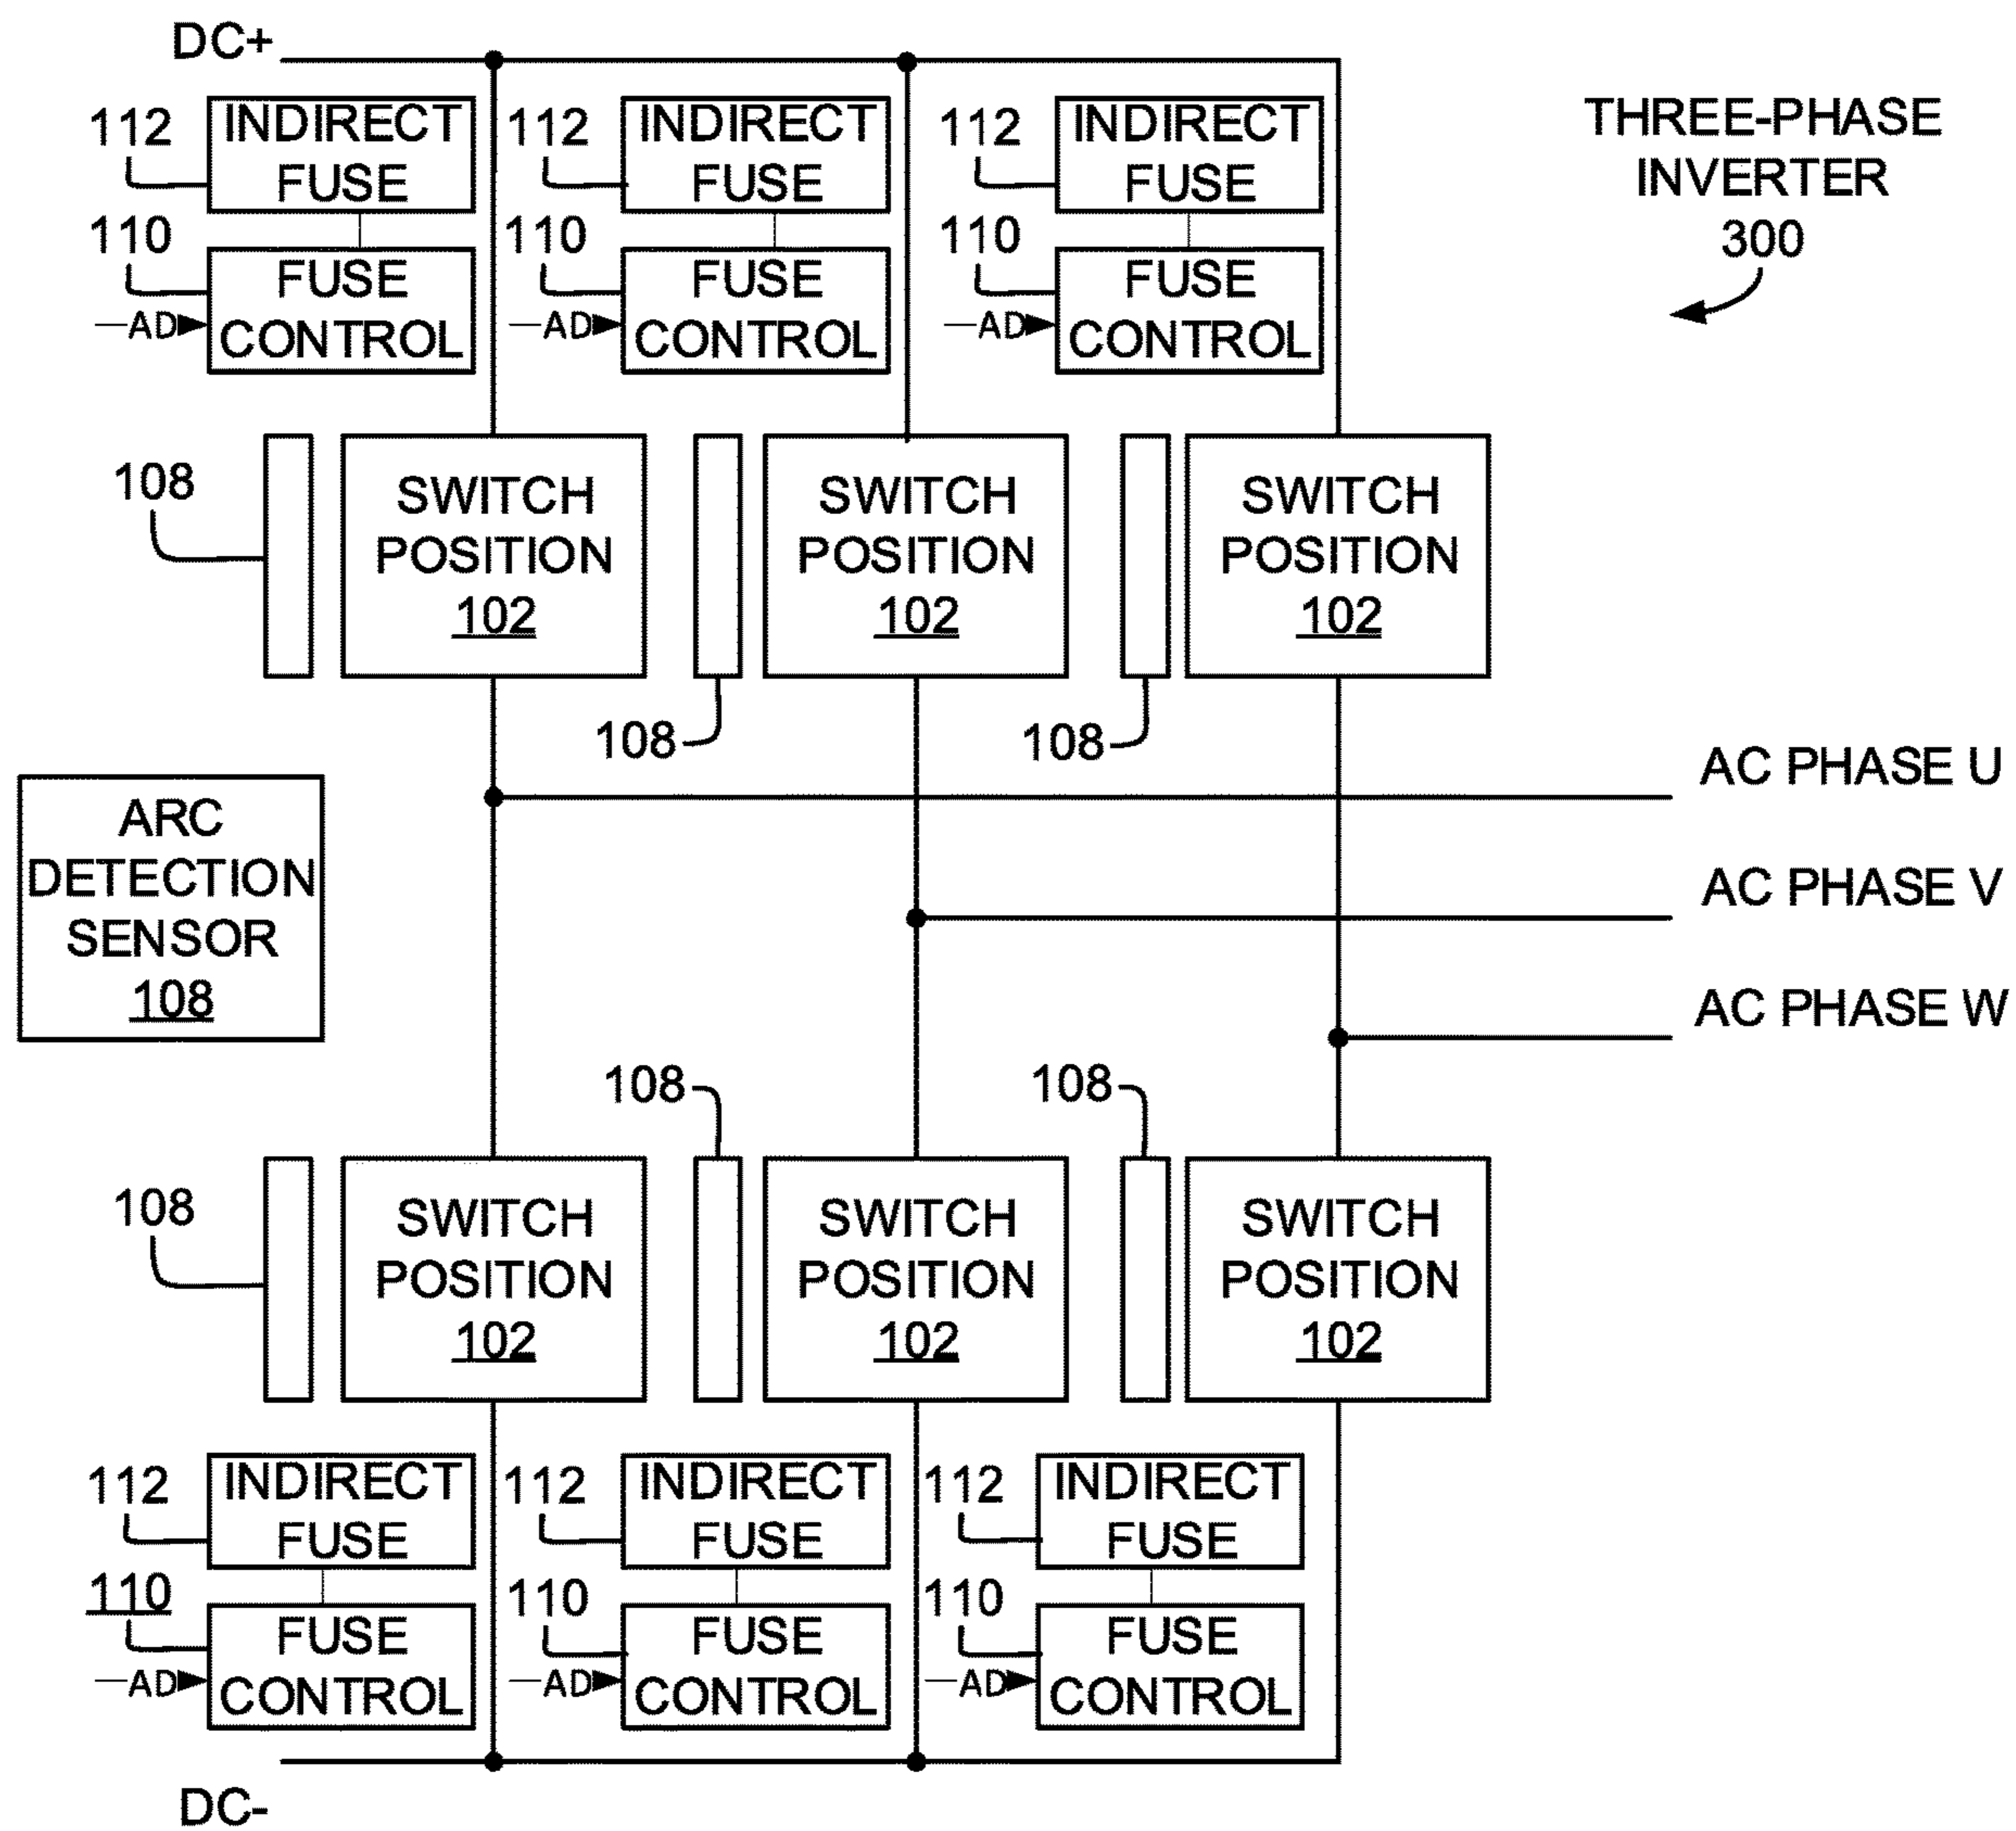 DC+
THREE-PHASE
INVERTER
300
112
INDIRECT
FUSE
110
FUSE
CONTROL
AD
112
INDIRECT
FUSE
110
FUSE
CONTROL
AD
112
INDIRECT
FUSE
110
FUSE
CONTROL
AD
108
SWITCH
POSITION
102
108
SWITCH
POSITION
102
108
SWITCH
POSITION
102
AC PHASE U
AC PHASE V
AC PHASE W
ARC
DETECTION
SENSOR
108
108
SWITCH
POSITION
102
108
SWITCH
POSITION
102
108
SWITCH
POSITION
102
112
INDIRECT
FUSE
110
FUSE
CONTROL
AD
112
INDIRECT
FUSE
110
FUSE
CONTROL
AD
112
INDIRECT
FUSE
110
FUSE
CONTROL
AD
DC-